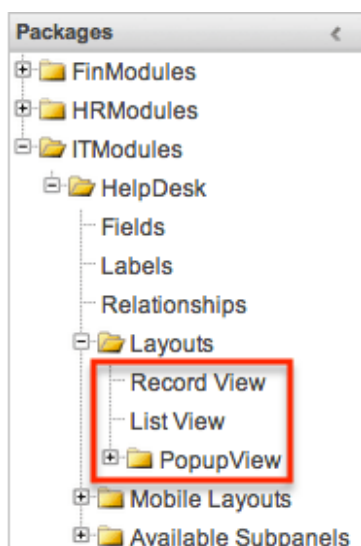 Packages
FinModules
HRModules
ITModules
HelpDesk
Fields
Labels
Relationships
Layouts
Record View
List View
PopupView
Mobile Layouts
Available Subpanels